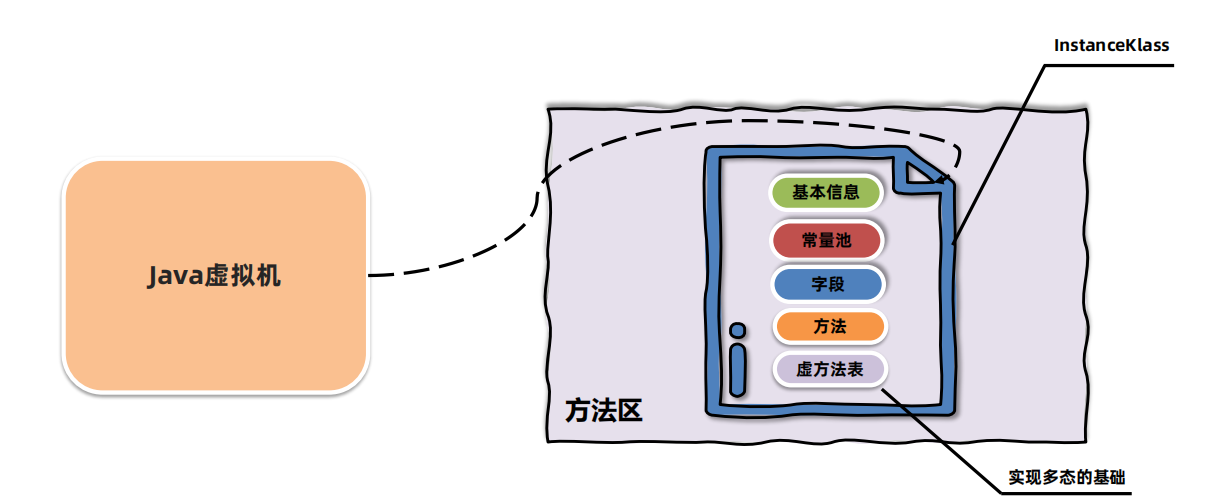 InstanceKlass
基本信息
常量池
Java虚拟机
字段
方法
虚方法表
方法区
实现多态的基础